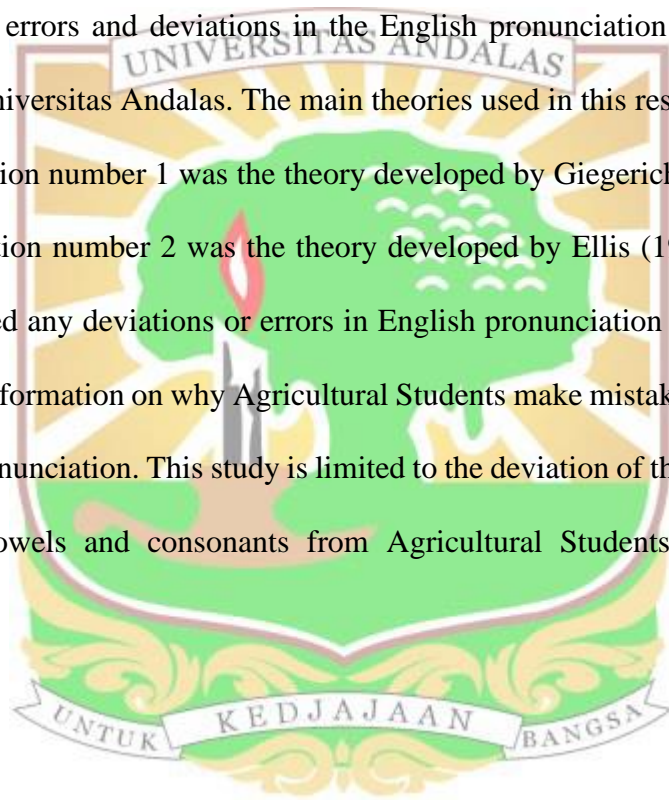 errors and deviations in the English pronunciation
UNIVERSITAS ANDALAS
niversitas Andalas. The main theories used in this res
tion number 1 was the theory developed by Giegerich
tion number 2 was the theory developed by Ellis (19
ed any deviations or errors in English pronunciation
formation on why Agricultural Students make mistak
nunciation. This study is limited to the deviation of th
owels and consonants from Agricultural Students
UNTUK KEDJAJAAN BANGSA